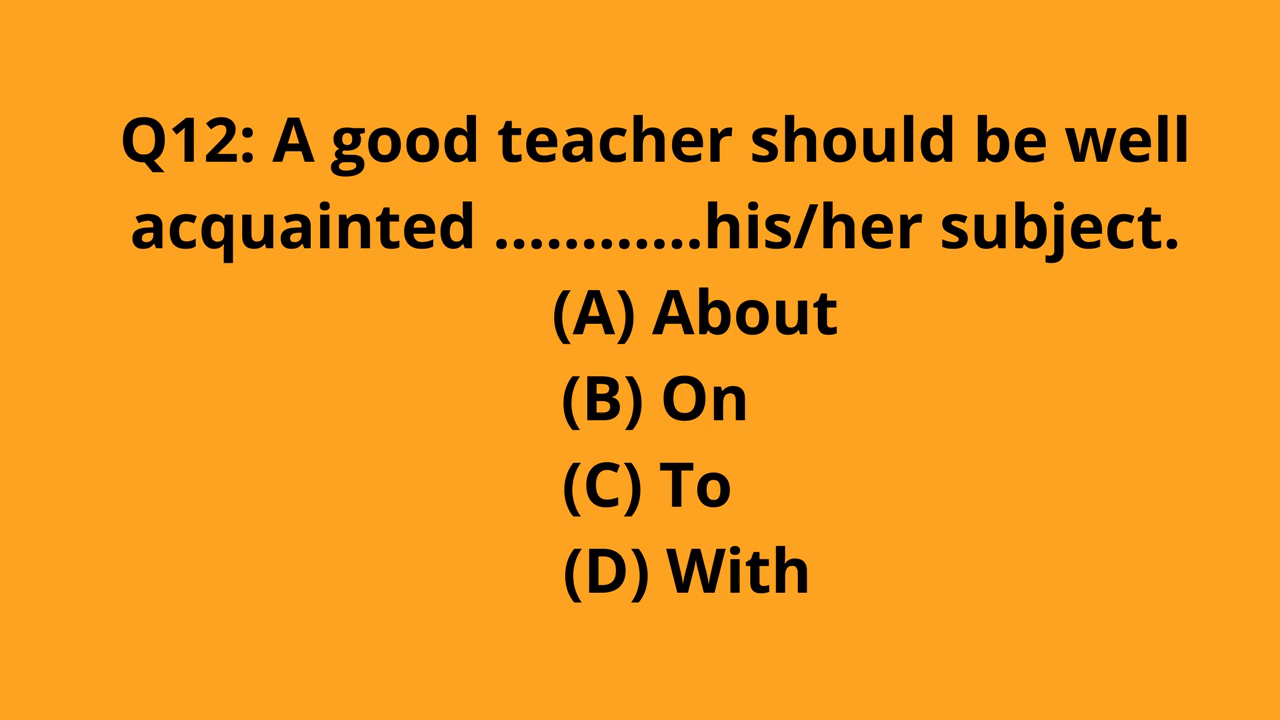 Q12: A good teacher should be well
acquainted ............his/her subject.
(A) About
(B) On
(C) To
(D) With